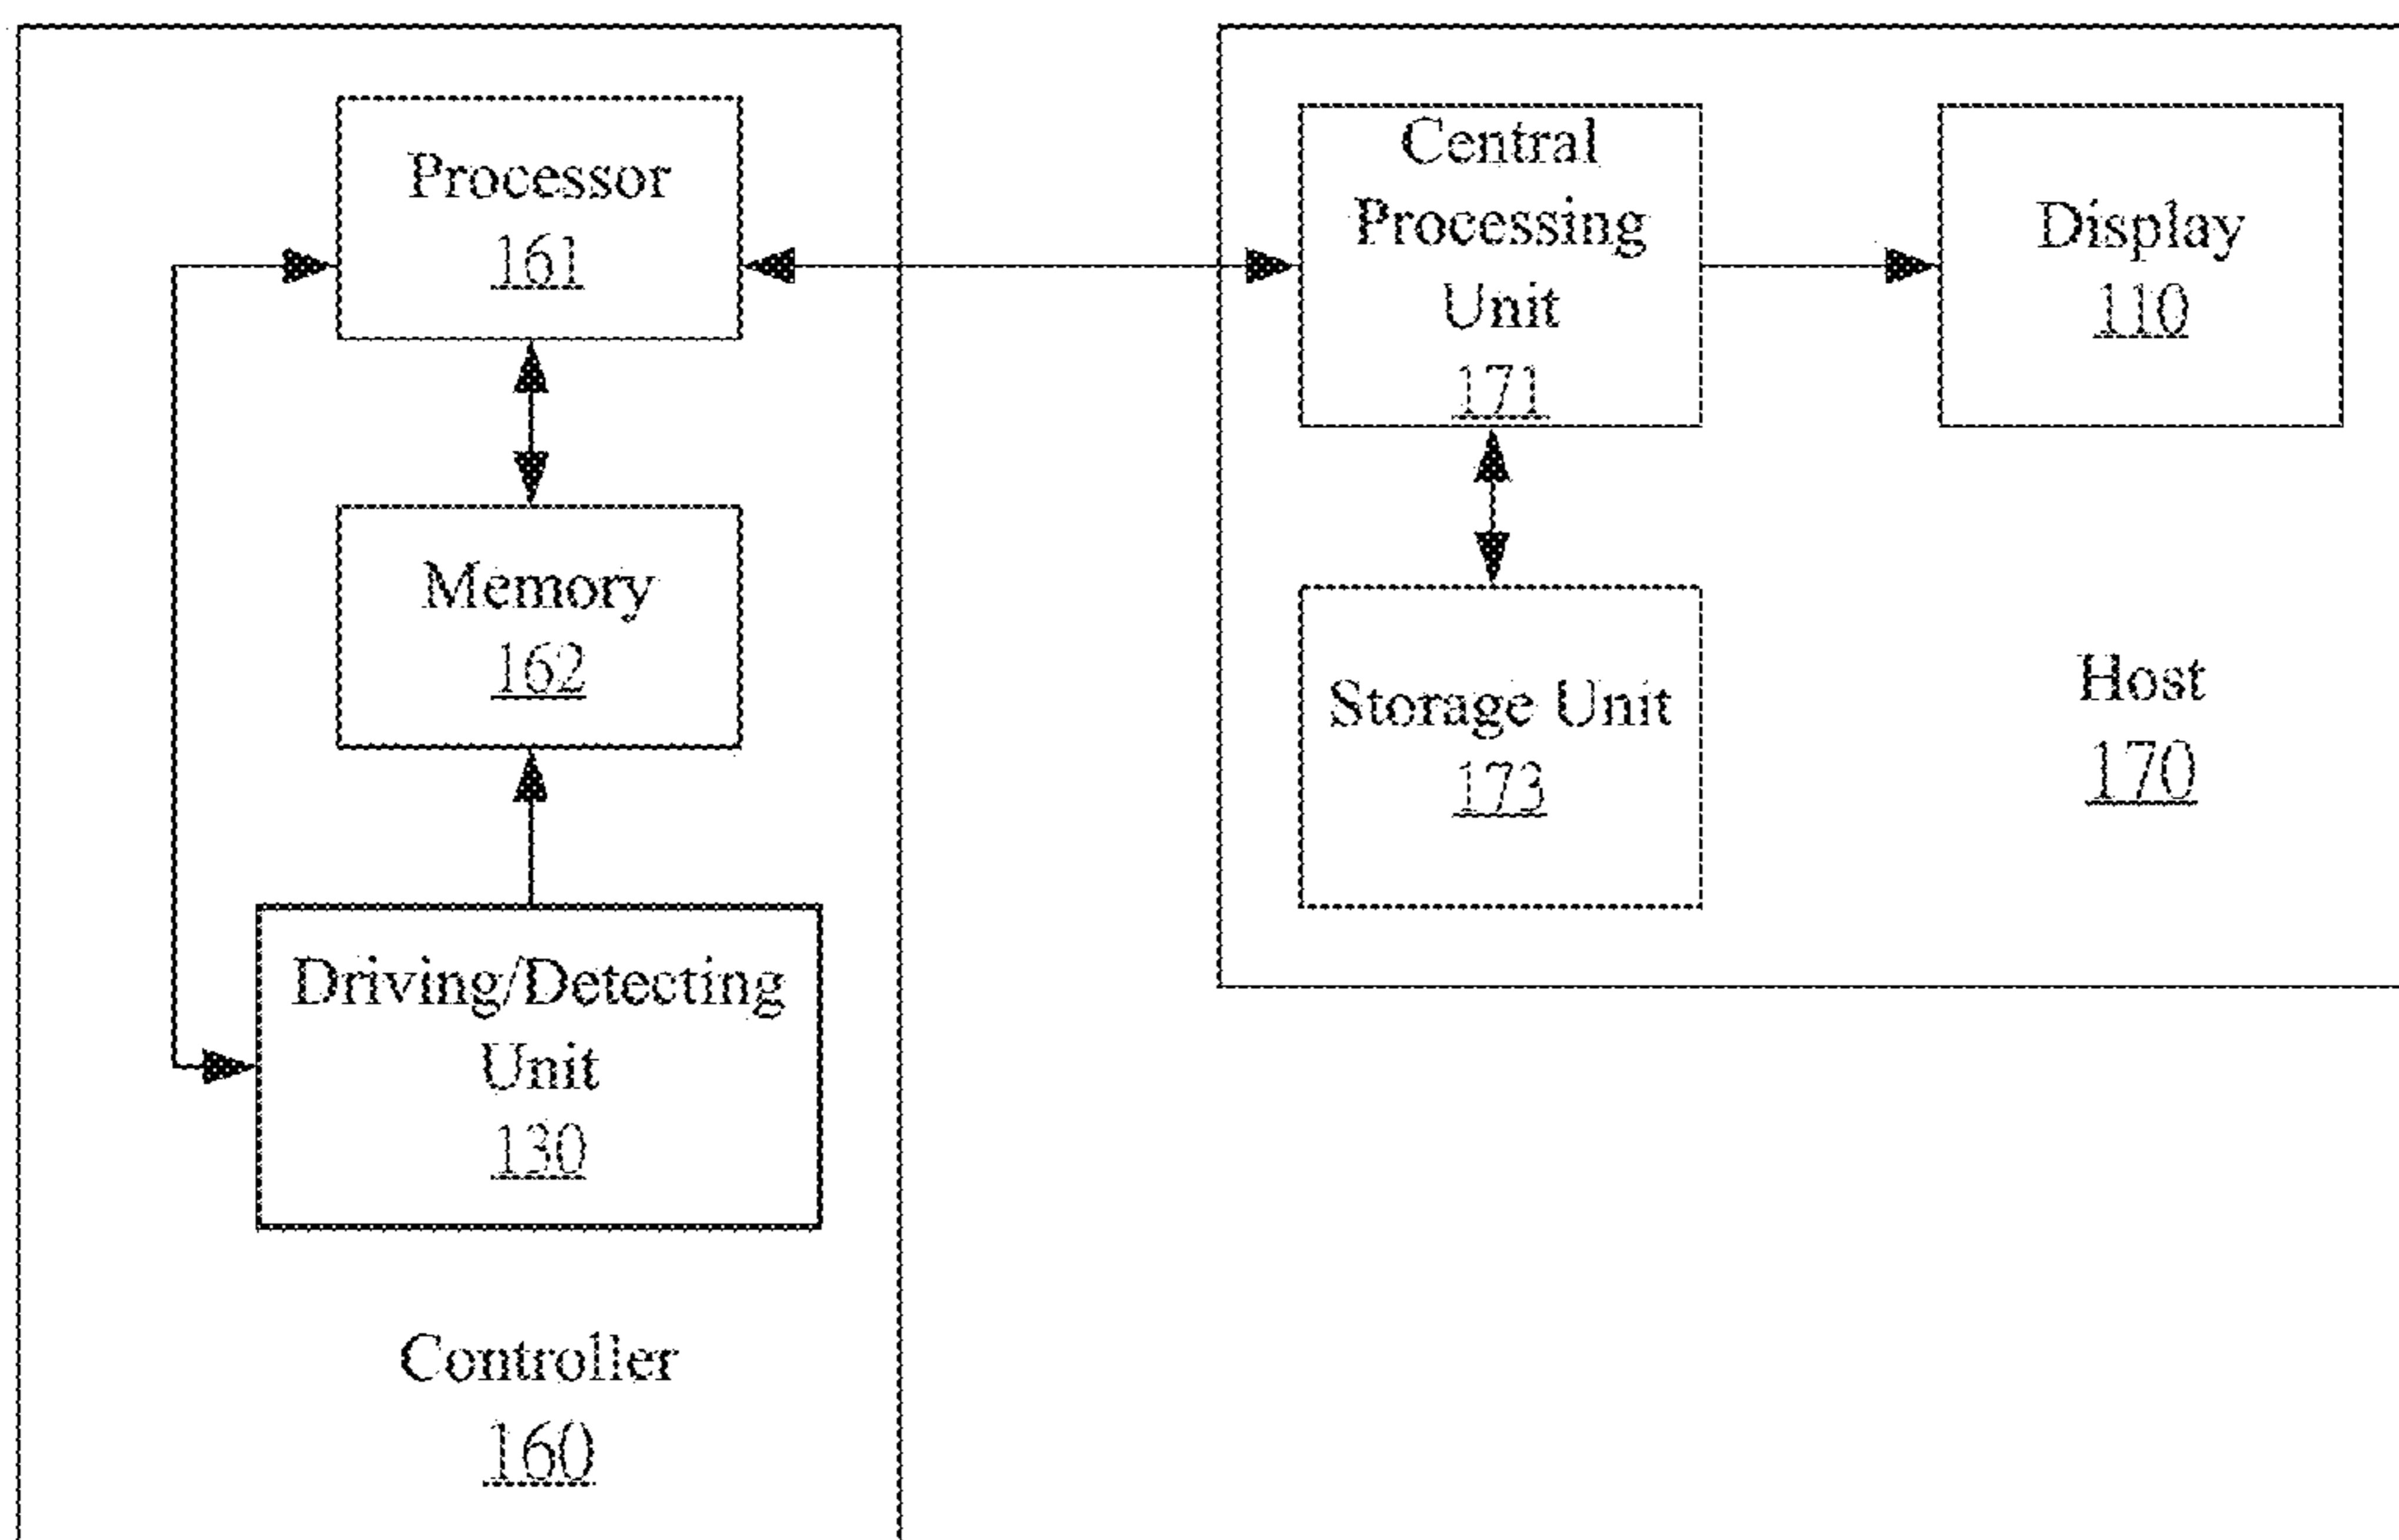 Processor
161
Memory
162
Driving/Detecting
Unit
130
Controller
160
Central
Processing
Unit
171
Display
110
Storage Unit
173
Host
170